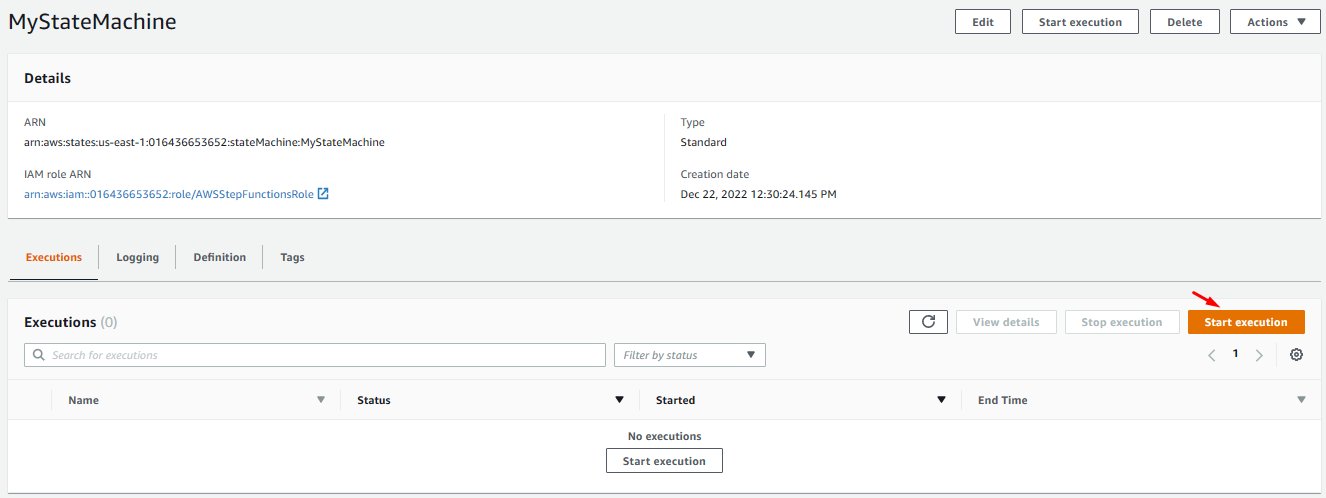 MyStateMachine
Edit
Start execution
Delete
Actions
Details
ARN
arn:aws:states:us-east-1:016436653652:stateMachine:MyStateMachine
Type
Standard
IAM role ARN
arn:aws:iam::016436653652:role/AWSStepFunctionsRole
Creation date
Dec 22, 2022 12:30:24.145 PM
Executions
Logging
Definition
Tags
Executions (0)
View details
Stop execution
Start execution
Search for executions
Filter by status
1
Name
Status
Started
End Time
No executions
Start execution